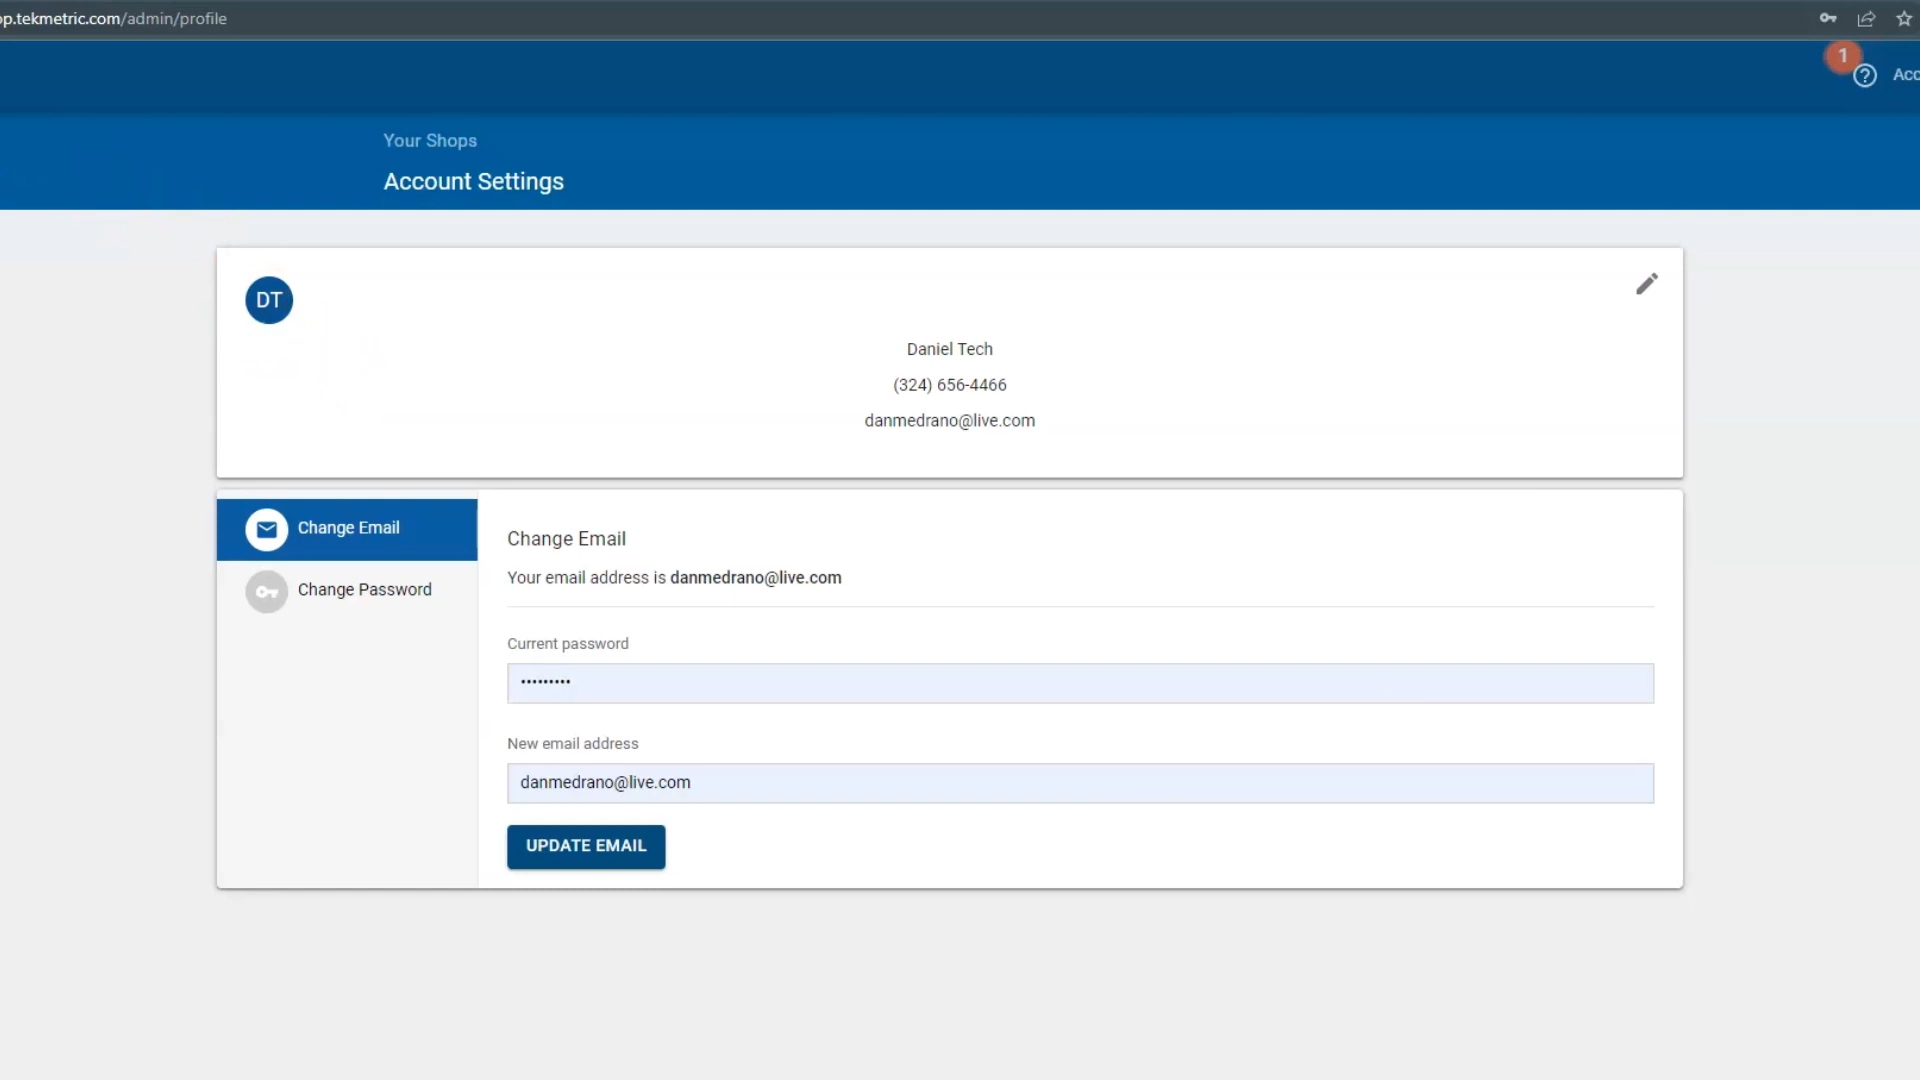 op.tekmetric.com/admin/profile
1
Acc
Your Shops
Account Settings
DT
Daniel Tech
(324) 656-4466
danmedrano@live.com
Change Email
Change Password
Change Email
Your email address is danmedrano@live.com
Current password
•••••••••
New email address
danmedrano@live.com
UPDATE EMAIL